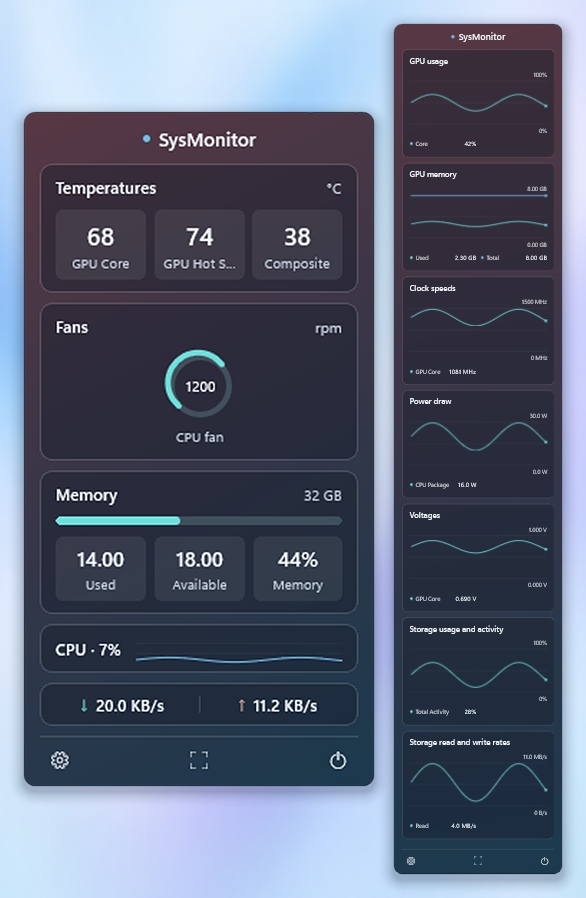 SysMonitor
Temperatures °C
68 74 38
GPU Core GPU Hot S... Composite
Fans rpm
1200
CPU fan
Memory 32 GB
14.00 18.00 44%
Used Available Memory
CPU · 7%
↓ 20.0 KB/s ↑ 11.2 KB/s
SysMonitor
GPU usage
100%
0%
Core 42%
GPU memory
8.00 GB
0.00 GB
Used 2.30 GB Total 8.00 GB
Clock speeds
1500 MHz
0 MHz
GPU Core 1081 MHz
Power draw
30.0 W
0.0 W
CPU Package 16.0 W
Voltages
1.000 V
0.000 V
GPU Core 0.690 V
Storage usage and activity
100%
0%
Total Activity 28%
Storage read and write rates
11.0 MB/s
0 B/s
Read 4.0 MB/s